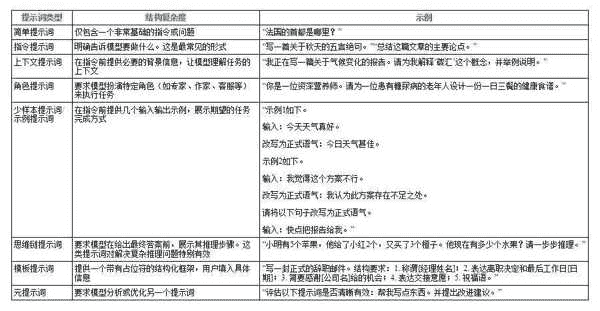 提示词类型 结构复杂度 示例
简单提示词 仅包含一个非常基础的指令或问题 “法国的首都是哪里？”
指令提示词 明确告诉模型要做什么。这是最常见的形式 “写一首关于秋天的五言绝句。”“总结这篇文章的主要论点。”
上下文提示词 在指令前提供必要的背景信息，让模型理解任务的 “我正在写一篇关于气候变化的报告。请为我解释‘碳汇’这个概念，并举例说明。”
上下文
角色提示词 要求模型扮演特定角色（如专家、作家、客服等） “你是一位资深营养师。请为一位患有糖尿病的老年人设计一份一日三餐的健康食谱。”
来执行任务
少样本提示词/ 在指令前提供几个输入输出示例，展示期望的任务 “示例1如下。
示例提示词 完成方式
输入：今天天气真好。
改写为正式语气：今日天气甚佳。
示例2如下。
输入：我觉得这个方案不行。
改写为正式语气：我认为此方案存在不足之处。
请将以下句子改写为正式语气。
输入：快点把报告给我。”
思维链提示词 要求模型在给出最终答案前，展示其推理步骤。这 “小明有5个苹果，他给了小红2个，又买了3个橙子。他现在有多少个水果？请一步步推理。”
类提示词对解决复杂推理问题特别有效
模板提示词 提供一个带有占位符的结构化框架，用户填入具体 “写一封正式的辞职邮件。结构要求：1.称谓[经理姓名]；2.表达离职决定和最后工作日[日
信息 期]；3.简要感谢[公司名]给的机会；4.表达交接意愿；5.祝福语。”
元提示词 要求模型分析或优化另一个提示词 “评估以下提示词是否清晰有效：帮我写点东西。并提出改进建议。”